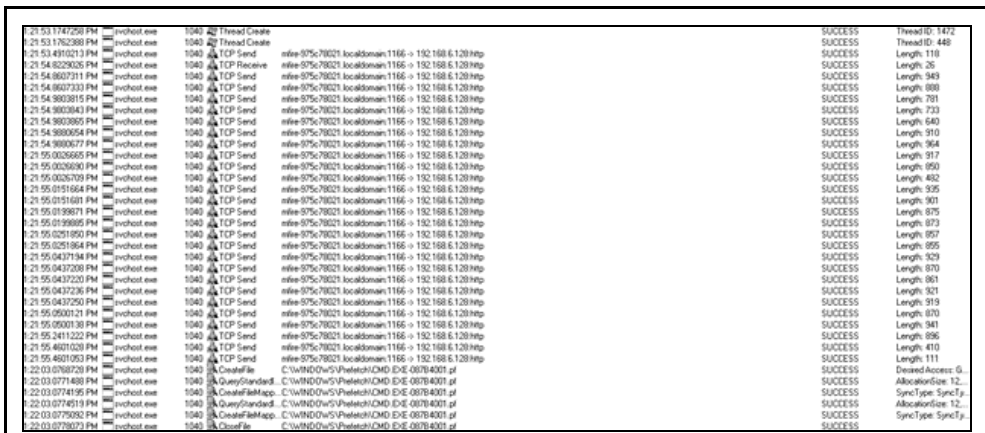 1:21:53.1747258 PM svchost.exe 1040 Thread Create SUCCESS Thread ID: 1472
1:21:53.1762388 PM svchost.exe 1040 Thread Create SUCCESS Thread ID: 448
1:21:53.4910213 PM svchost.exe 1040 TCP Send mfire-975c78021.localdomain:1166 -> 192.168.6.128:http SUCCESS Length: 118
1:21:54.8229026 PM svchost.exe 1040 TCP Receive mfire-975c78021.localdomain:1166 -> 192.168.6.128:http SUCCESS Length: 26
1:21:54.8607311 PM svchost.exe 1040 TCP Send mfire-975c78021.localdomain:1166 -> 192.168.6.128:http SUCCESS Length: 949
1:21:54.8607333 PM svchost.exe 1040 TCP Send mfire-975c78021.localdomain:1166 -> 192.168.6.128:http SUCCESS Length: 888
1:21:54.9803815 PM svchost.exe 1040 TCP Send mfire-975c78021.localdomain:1166 -> 192.168.6.128:http SUCCESS Length: 781
1:21:54.9803843 PM svchost.exe 1040 TCP Send mfire-975c78021.localdomain:1166 -> 192.168.6.128:http SUCCESS Length: 733
1:21:54.9803865 PM svchost.exe 1040 TCP Send mfire-975c78021.localdomain:1166 -> 192.168.6.128:http SUCCESS Length: 640
1:21:54.9880654 PM svchost.exe 1040 TCP Send mfire-975c78021.localdomain:1166 -> 192.168.6.128:http SUCCESS Length: 910
1:21:54.9880677 PM svchost.exe 1040 TCP Send mfire-975c78021.localdomain:1166 -> 192.168.6.128:http SUCCESS Length: 964
1:21:55.0026665 PM svchost.exe 1040 TCP Send mfire-975c78021.localdomain:1166 -> 192.168.6.128:http SUCCESS Length: 917
1:21:55.0026690 PM svchost.exe 1040 TCP Send mfire-975c78021.localdomain:1166 -> 192.168.6.128:http SUCCESS Length: 850
1:21:55.0026709 PM svchost.exe 1040 TCP Send mfire-975c78021.localdomain:1166 -> 192.168.6.128:http SUCCESS Length: 482
1:21:55.0151664 PM svchost.exe 1040 TCP Send mfire-975c78021.localdomain:1166 -> 192.168.6.128:http SUCCESS Length: 935
1:21:55.0151681 PM svchost.exe 1040 TCP Send mfire-975c78021.localdomain:1166 -> 192.168.6.128:http SUCCESS Length: 901
1:21:55.0199871 PM svchost.exe 1040 TCP Send mfire-975c78021.localdomain:1166 -> 192.168.6.128:http SUCCESS Length: 875
1:21:55.0199885 PM svchost.exe 1040 TCP Send mfire-975c78021.localdomain:1166 -> 192.168.6.128:http SUCCESS Length: 873
1:21:55.0251850 PM svchost.exe 1040 TCP Send mfire-975c78021.localdomain:1166 -> 192.168.6.128:http SUCCESS Length: 857
1:21:55.0251864 PM svchost.exe 1040 TCP Send mfire-975c78021.localdomain:1166 -> 192.168.6.128:http SUCCESS Length: 855
1:21:55.0437194 PM svchost.exe 1040 TCP Send mfire-975c78021.localdomain:1166 -> 192.168.6.128:http SUCCESS Length: 929
1:21:55.0437208 PM svchost.exe 1040 TCP Send mfire-975c78021.localdomain:1166 -> 192.168.6.128:http SUCCESS Length: 870
1:21:55.0437220 PM svchost.exe 1040 TCP Send mfire-975c78021.localdomain:1166 -> 192.168.6.128:http SUCCESS Length: 861
1:21:55.0437236 PM svchost.exe 1040 TCP Send mfire-975c78021.localdomain:1166 -> 192.168.6.128:http SUCCESS Length: 921
1:21:55.0437250 PM svchost.exe 1040 TCP Send mfire-975c78021.localdomain:1166 -> 192.168.6.128:http SUCCESS Length: 919
1:21:55.0500121 PM svchost.exe 1040 TCP Send mfire-975c78021.localdomain:1166 -> 192.168.6.128:http SUCCESS Length: 870
1:21:55.0500138 PM svchost.exe 1040 TCP Send mfire-975c78021.localdomain:1166 -> 192.168.6.128:http SUCCESS Length: 941
1:21:55.2411222 PM svchost.exe 1040 TCP Send mfire-975c78021.localdomain:1166 -> 192.168.6.128:http SUCCESS Length: 896
1:21:55.4601028 PM svchost.exe 1040 TCP Send mfire-975c78021.localdomain:1166 -> 192.168.6.128:http SUCCESS Length: 410
1:21:55.4601053 PM svchost.exe 1040 TCP Send mfire-975c78021.localdomain:1166 -> 192.168.6.128:http SUCCESS Length: 111
1:22:03.0768728 PM svchost.exe 1040 CreateFile C:\WINDOWS\Prefetch\CMD.EXE-087B4001.pf SUCCESS Desired Access: G...
1:22:03.0771488 PM svchost.exe 1040 QueryStandardI... C:\WINDOWS\Prefetch\CMD.EXE-087B4001.pf SUCCESS AllocationSize: 12,...
1:22:03.0774195 PM svchost.exe 1040 CreateFileMapp... C:\WINDOWS\Prefetch\CMD.EXE-087B4001.pf SUCCESS SyncType: SyncTy...
1:22:03.0774519 PM svchost.exe 1040 QueryStandardI... C:\WINDOWS\Prefetch\CMD.EXE-087B4001.pf SUCCESS AllocationSize: 12,...
1:22:03.0775092 PM svchost.exe 1040 CreateFileMapp... C:\WINDOWS\Prefetch\CMD.EXE-087B4001.pf SUCCESS SyncType: SyncTy...
1:22:03.0778073 PM svchost.exe 1040 CloseFile C:\WINDOWS\Prefetch\CMD.EXE-087B4001.pf SUCCESS